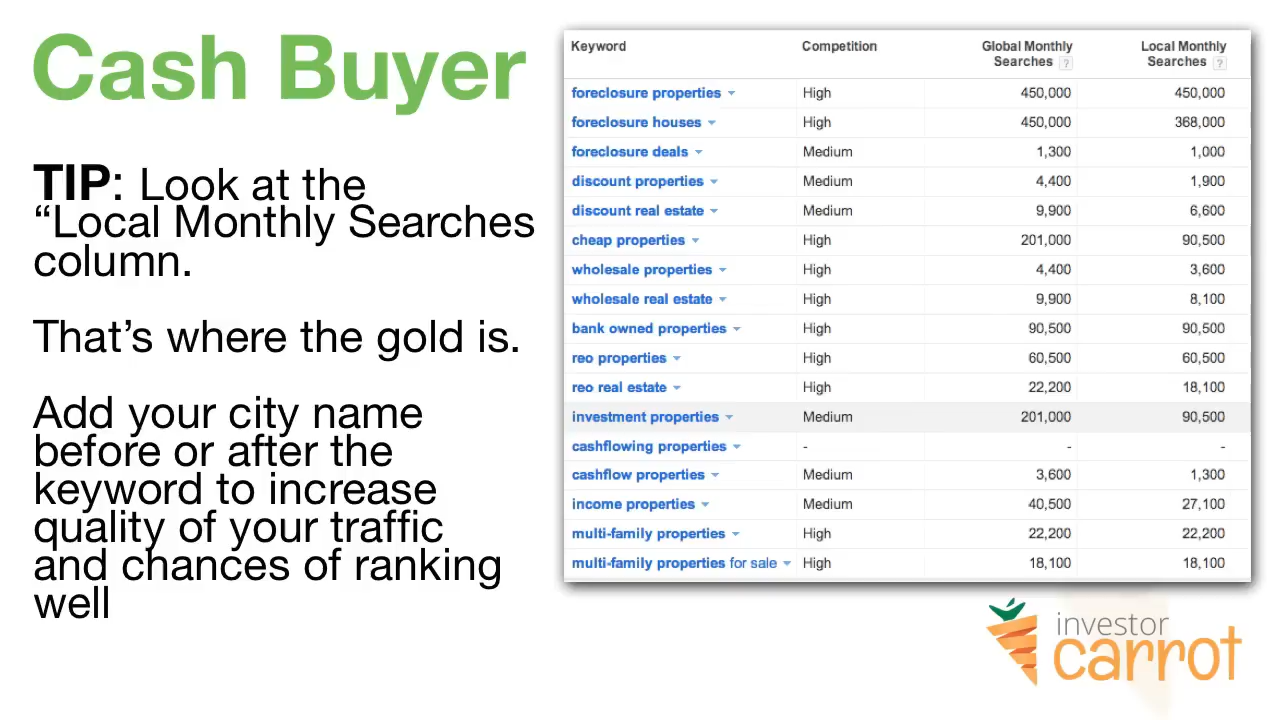 Cash Buyer
TIP: Look at the
“Local Monthly Searches
column.
That’s where the gold is.
Add your city name
before or after the
keyword to increase
quality of your traffic
and chances of ranking
well
Keyword Competition Global Monthly Searches ? Local Monthly Searches ?
foreclosure properties High 450,000 450,000
foreclosure houses High 450,000 368,000
foreclosure deals Medium 1,300 1,000
discount properties Medium 4,400 1,900
discount real estate Medium 9,900 6,600
cheap properties High 201,000 90,500
wholesale properties High 4,400 3,600
wholesale real estate High 9,900 8,100
bank owned properties High 90,500 90,500
reo properties High 60,500 60,500
reo real estate High 22,200 18,100
investment properties Medium 201,000 90,500
cashflowing properties - - -
cashflow properties Medium 3,600 1,300
income properties Medium 40,500 27,100
multi-family properties High 22,200 22,200
multi-family properties for sale High 18,100 18,100
investor
carrot